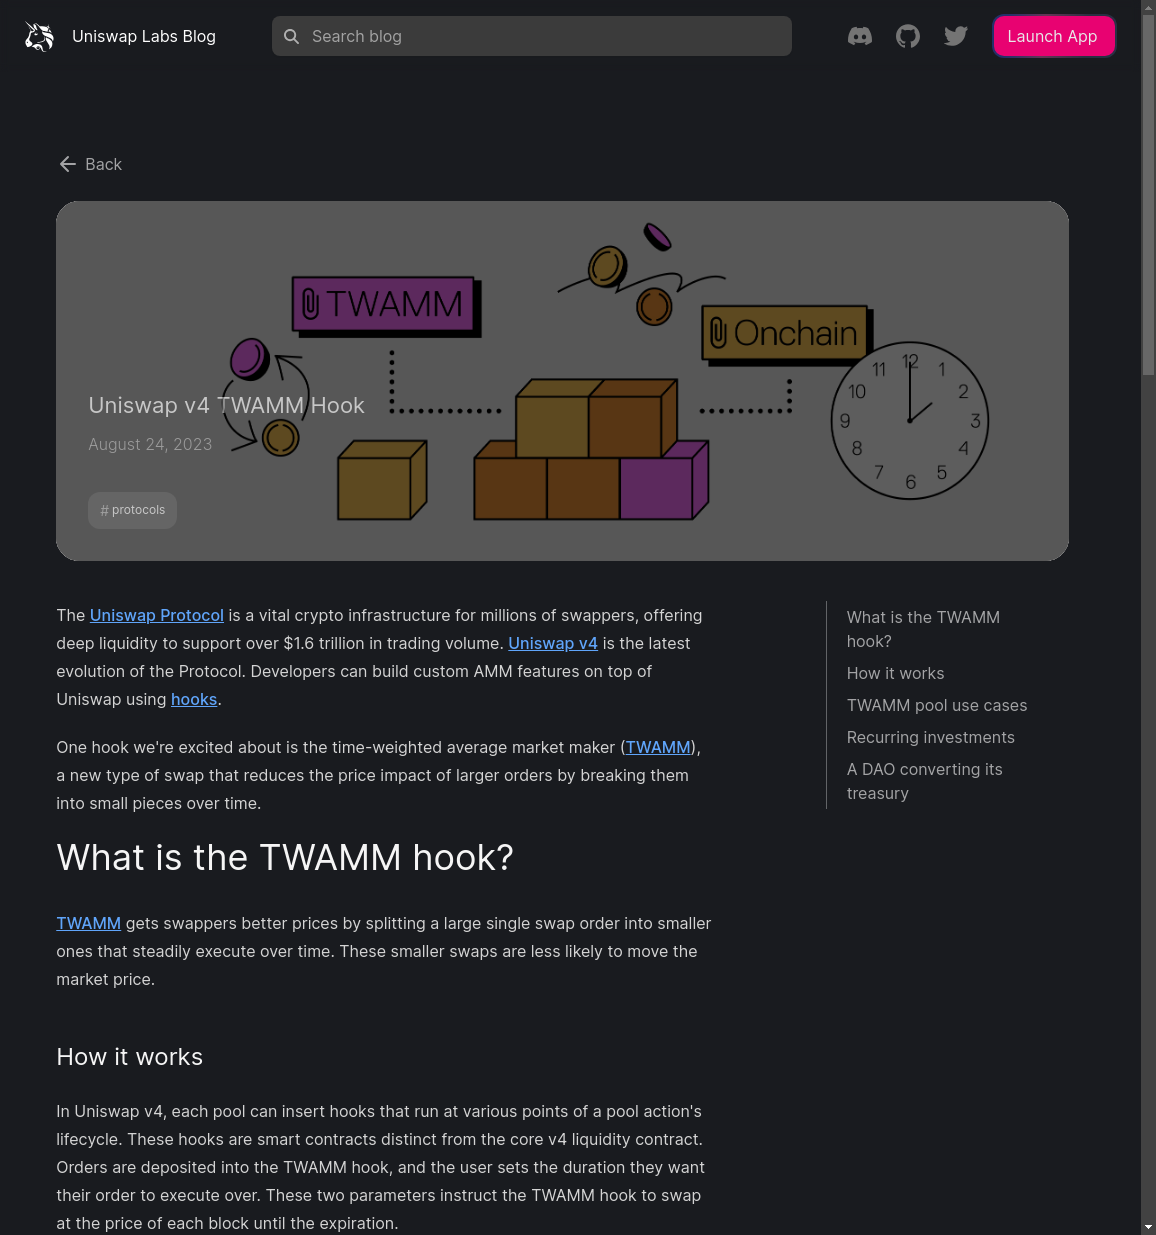 Uniswap Labs Blog
Search blog
Launch App
Back
TWAMM
Onchain
12
11 1
10 2
9 3
8 4
7 5
6
Uniswap v4 TWAMM Hook
August 24, 2023
# protocols
The Uniswap Protocol is a vital crypto infrastructure for millions of swappers, offering
deep liquidity to support over $1.6 trillion in trading volume. Uniswap v4 is the latest
evolution of the Protocol. Developers can build custom AMM features on top of
Uniswap using hooks.
One hook we're excited about is the time-weighted average market maker (TWAMM),
a new type of swap that reduces the price impact of larger orders by breaking them
into small pieces over time.
What is the TWAMM hook?
TWAMM gets swappers better prices by splitting a large single swap order into smaller
ones that steadily execute over time. These smaller swaps are less likely to move the
market price.
How it works
In Uniswap v4, each pool can insert hooks that run at various points of a pool action's
lifecycle. These hooks are smart contracts distinct from the core v4 liquidity contract.
Orders are deposited into the TWAMM hook, and the user sets the duration they want
their order to execute over. These two parameters instruct the TWAMM hook to swap
at the price of each block until the expiration.
What is the TWAMM
hook?
How it works
TWAMM pool use cases
Recurring investments
A DAO converting its
treasury